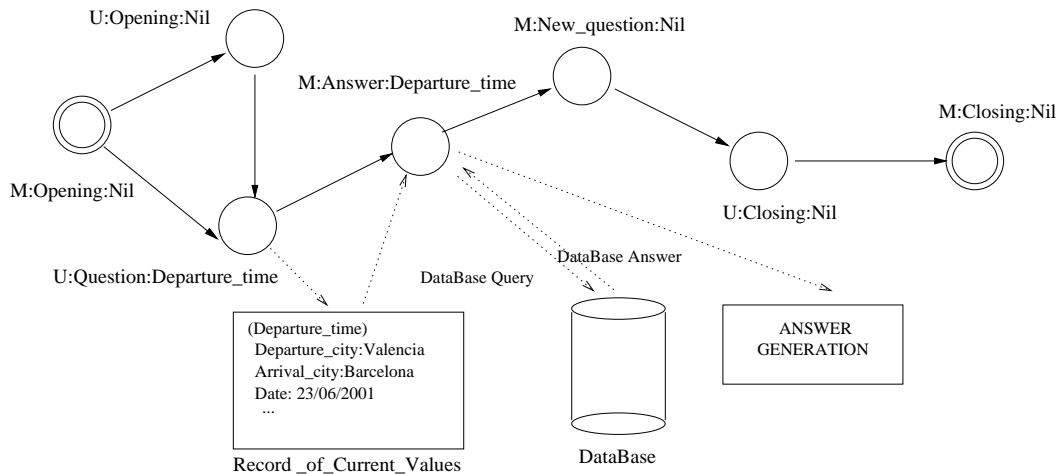 U:Opening:Nil
M:New_question:Nil
M:Answer:Departure_time
M:Closing:Nil
M:Opening:Nil
U:Closing:Nil
U:Question:Departure_time
DataBase Query
DataBase Answer
(Departure_time)
Departure_city:Valencia
Arrival_city:Barcelona
Date: 23/06/2001
...
ANSWER
GENERATION
Record _of_Current_Values
DataBase